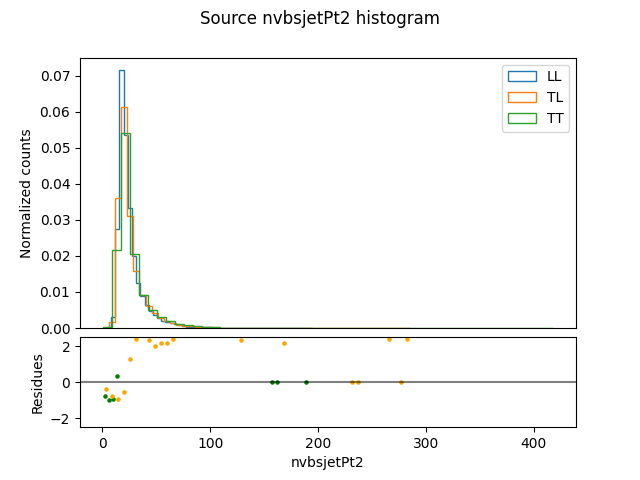 Source nvbsjetPt2 histogram
LL
TL
TT
Normalized counts
0.07
0.06
0.05
0.04
0.03
0.02
0.01
0.00
Residues
2
0
−2
0 100 200 300 400
nvbsjetPt2